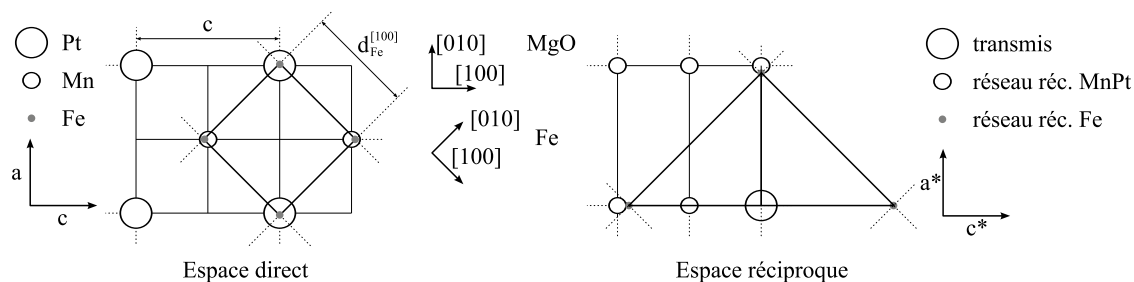 Pt
Mn
Fe
a
c
c
d_Fe^[100]
[010]
[100]
MgO
[010]
[100]
Fe
Espace direct
transmis
réseau réc. MnPt
réseau réc. Fe
a*
c*
Espace réciproque